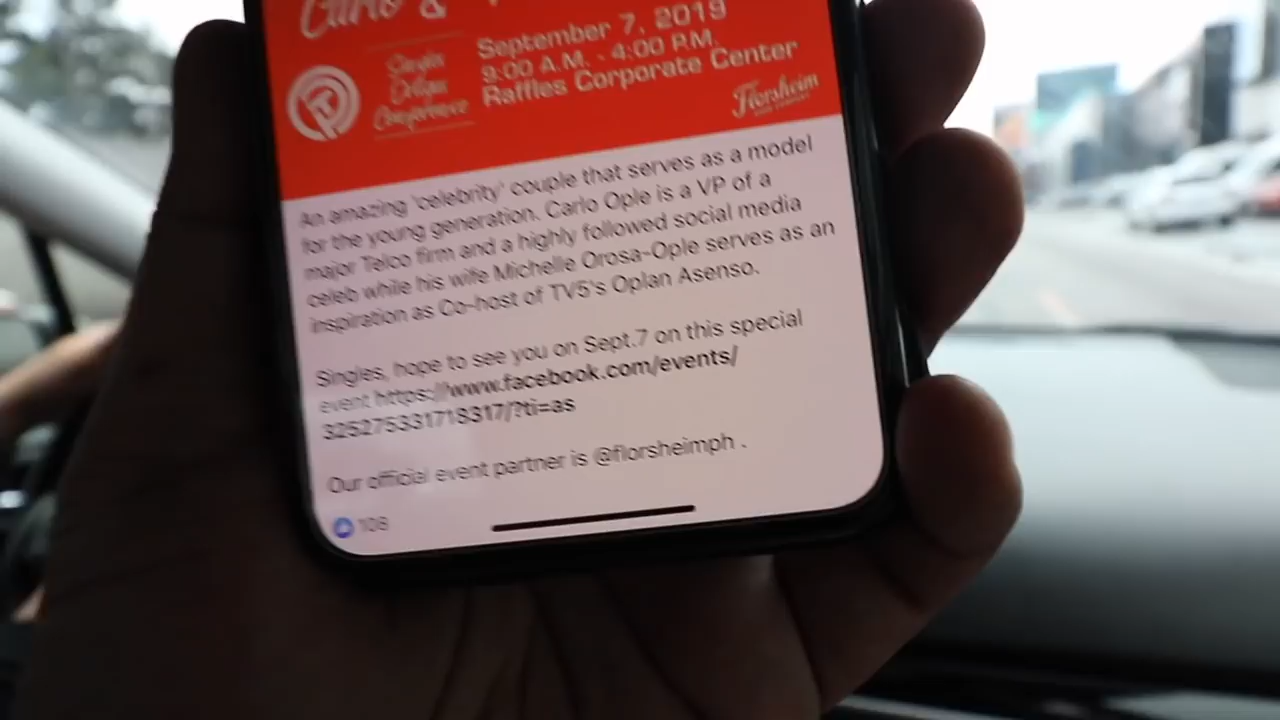 Carlo &
Singles
Deluxe
Conference
September 7, 2019
9:00 A.M. - 4:00 P.M.
Raffles Corporate Center
Florsheim
An amazing 'celebrity' couple that serves as a model
for the young generation. Carlo Ople is a VP of a
major Telco firm and a highly followed social media
celeb while his wife Michelle Orosa-Ople serves as an
inspiration as Co-host of TV5's Oplan Asenso.
Singles, hope to see you on Sept.7 on this special
event https://www.facebook.com/events/
325275331718317/?ti=as
Our official event partner is @florsheimph .
108